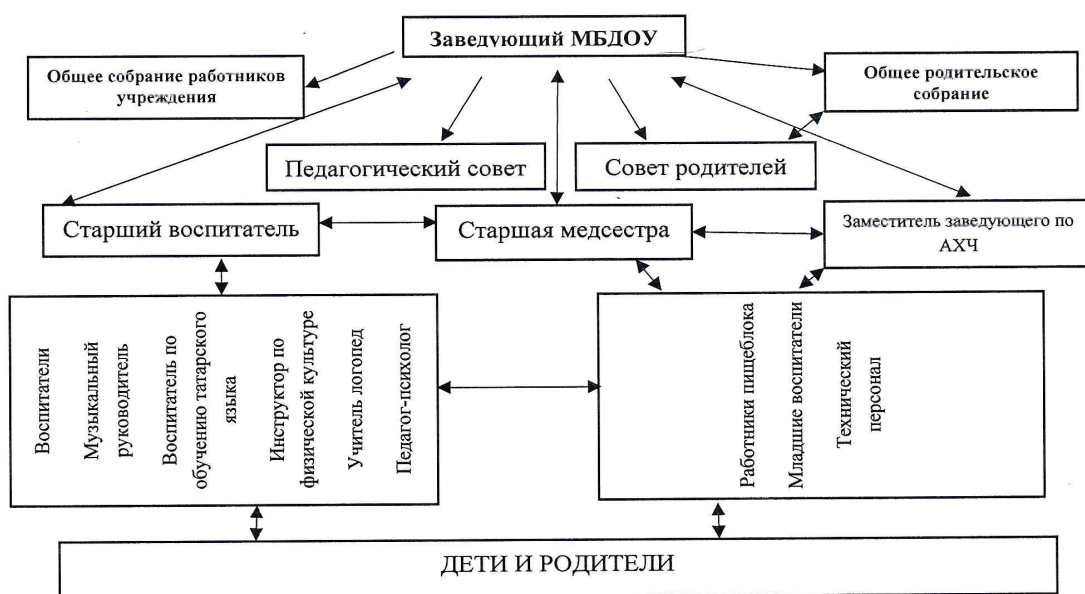 Заведующий МБДОУ
Общее собрание работников
учреждения
Общее родительское
собрание
Педагогический совет
Совет родителей
Старший воспитатель
Старшая медсестра
Заместитель заведующего по
АХЧ
Воспитатели
Музыкальный
руководитель
Воспитатель по
обучению татарского
языка
Инструктор по
физической культуре
Учитель логопед
Педагог-психолог
Работники пищеблока
Младшие воспитатели
Технический
персонал
ДЕТИ И РОДИТЕЛИ